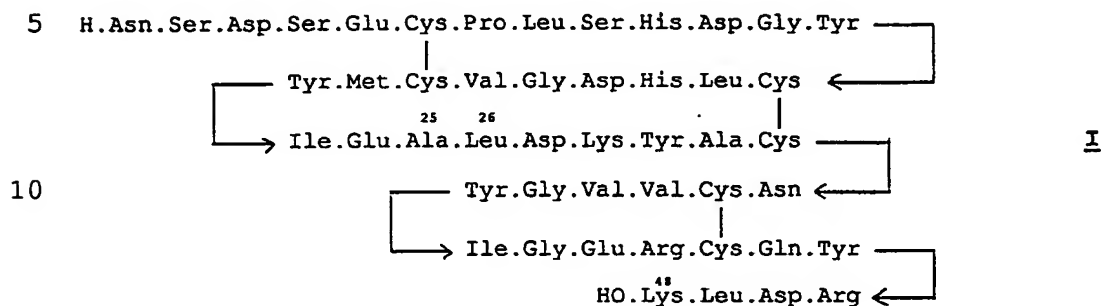 5 H.Asn.Ser.Asp.Ser.Glu.Cys.Pro.Leu.Ser.His.Asp.Gly.Tyr
Tyr.Met.Cys.Val.Gly.Asp.His.Leu.Cys
25 26
Ile.Glu.Ala.Leu.Asp.Lys.Tyr.Ala.Cys I
10 Tyr.Gly.Val.Val.Cys.Asn
Ile.Gly.Glu.Arg.Cys.Gln.Tyr
48
HO.Lys.Leu.Asp.Arg